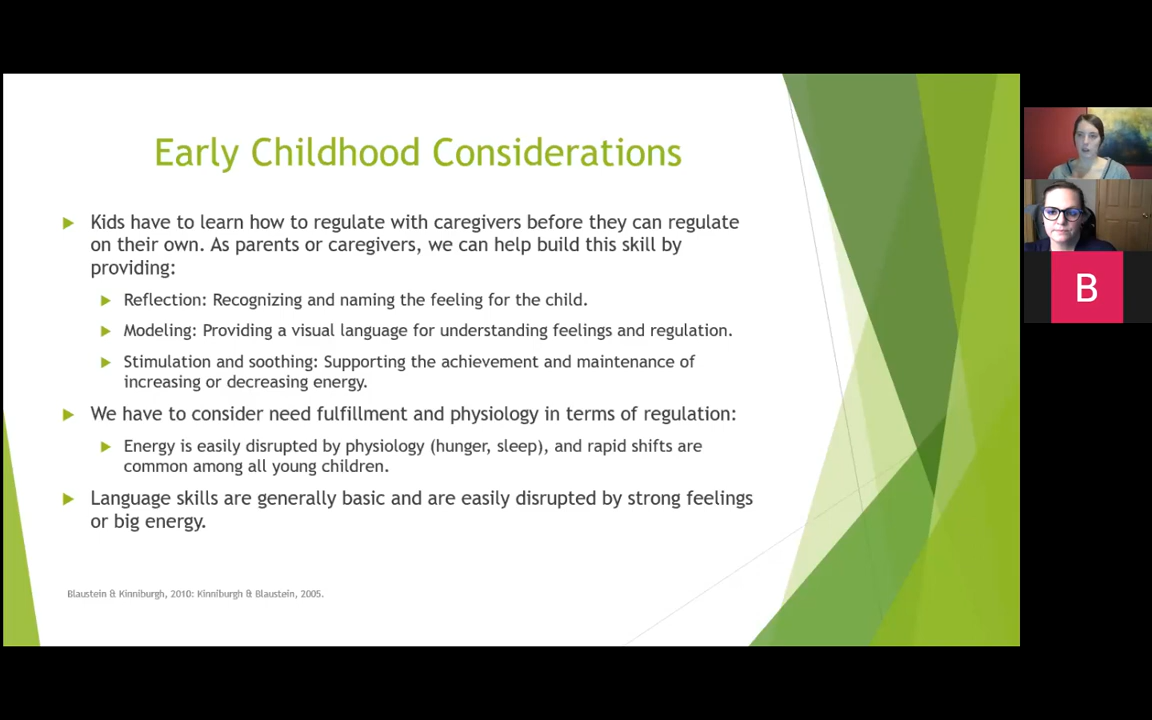 Early Childhood Considerations
Kids have to learn how to regulate with caregivers before they can regulate
on their own. As parents or caregivers, we can help build this skill by
providing:
Reflection: Recognizing and naming the feeling for the child.
Modeling: Providing a visual language for understanding feelings and regulation.
Stimulation and soothing: Supporting the achievement and maintenance of
increasing or decreasing energy.
We have to consider need fulfillment and physiology in terms of regulation:
Energy is easily disrupted by physiology (hunger, sleep), and rapid shifts are
common among all young children.
Language skills are generally basic and are easily disrupted by strong feelings
or big energy.
Blaustein & Kinniburgh, 2010: Kinniburgh & Blaustein, 2005.
B